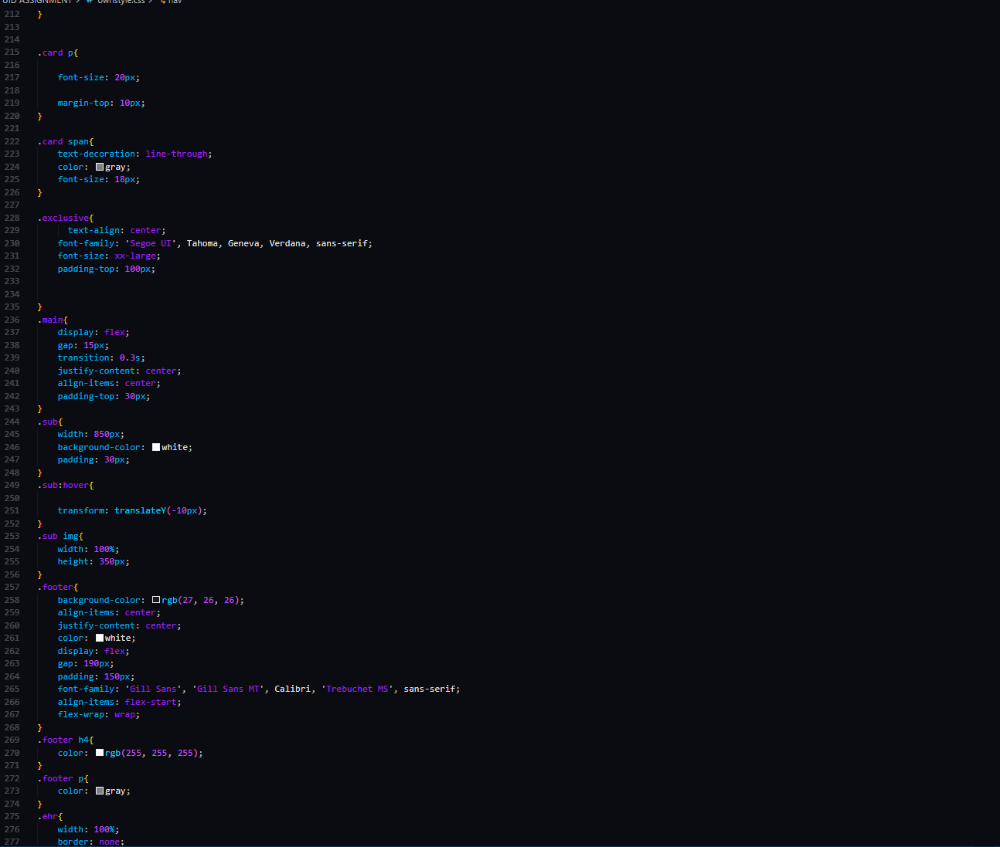 UID ASSIGNMENT > # ownstyle.css > nav
212 }
213
214
215 .card p{
216
217 font-size: 20px;
218
219 margin-top: 10px;
220 }
221
222 .card span{
223 text-decoration: line-through;
224 color: gray;
225 font-size: 18px;
226 }
227
228 .exclusive{
229 text-align: center;
230 font-family: 'Segoe UI', Tahoma, Geneva, Verdana, sans-serif;
231 font-size: xx-large;
232 padding-top: 100px;
233
234
235 }
236 .main{
237 display: flex;
238 gap: 15px;
239 transition: 0.3s;
240 justify-content: center;
241 align-items: center;
242 padding-top: 30px;
243 }
244 .sub{
245 width: 850px;
246 background-color: white;
247 padding: 30px;
248 }
249 .sub:hover{
250
251 transform: translateY(-10px);
252 }
253 .sub img{
254 width: 100%;
255 height: 350px;
256 }
257 .footer{
258 background-color: rgb(27, 26, 26);
259 align-items: center;
260 justify-content: center;
261 color: white;
262 display: flex;
263 gap: 190px;
264 padding: 150px;
265 font-family: 'Gill Sans', 'Gill Sans MT', Calibri, 'Trebuchet MS', sans-serif;
266 align-items: flex-start;
267 flex-wrap: wrap;
268 }
269 .footer h4{
270 color: rgb(255, 255, 255);
271 }
272 .footer p{
273 color: gray;
274 }
275 .ehr{
276 width: 100%;
277 border: none;